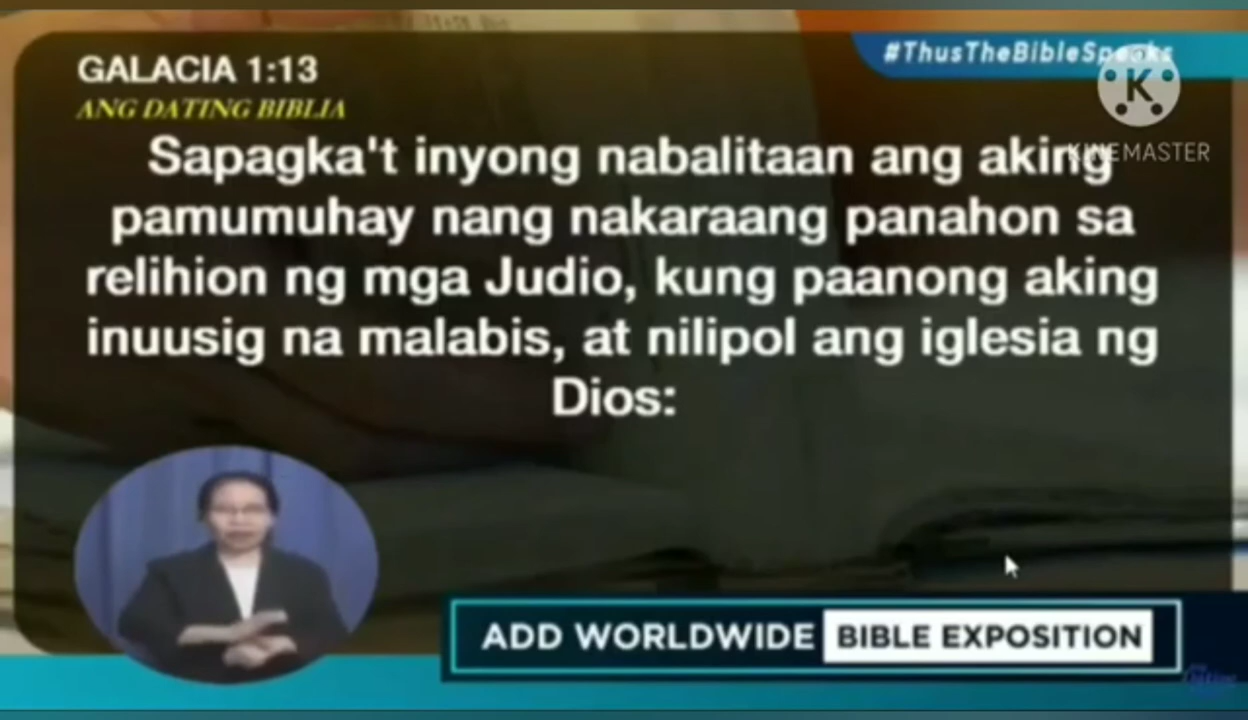 GALACIA 1:13
#ThusTheBibleSpeaks
ANG DATING BIBLIA
K
KINEMASTER
Sapagka't inyong nabalitaan ang aking
pamumuhay nang nakaraang panahon sa
relihion ng mga Judio, kung paanong aking
inuusig na malabis, at nilipol ang iglesia ng
Dios:
ADD WORLDWIDE BIBLE EXPOSITION